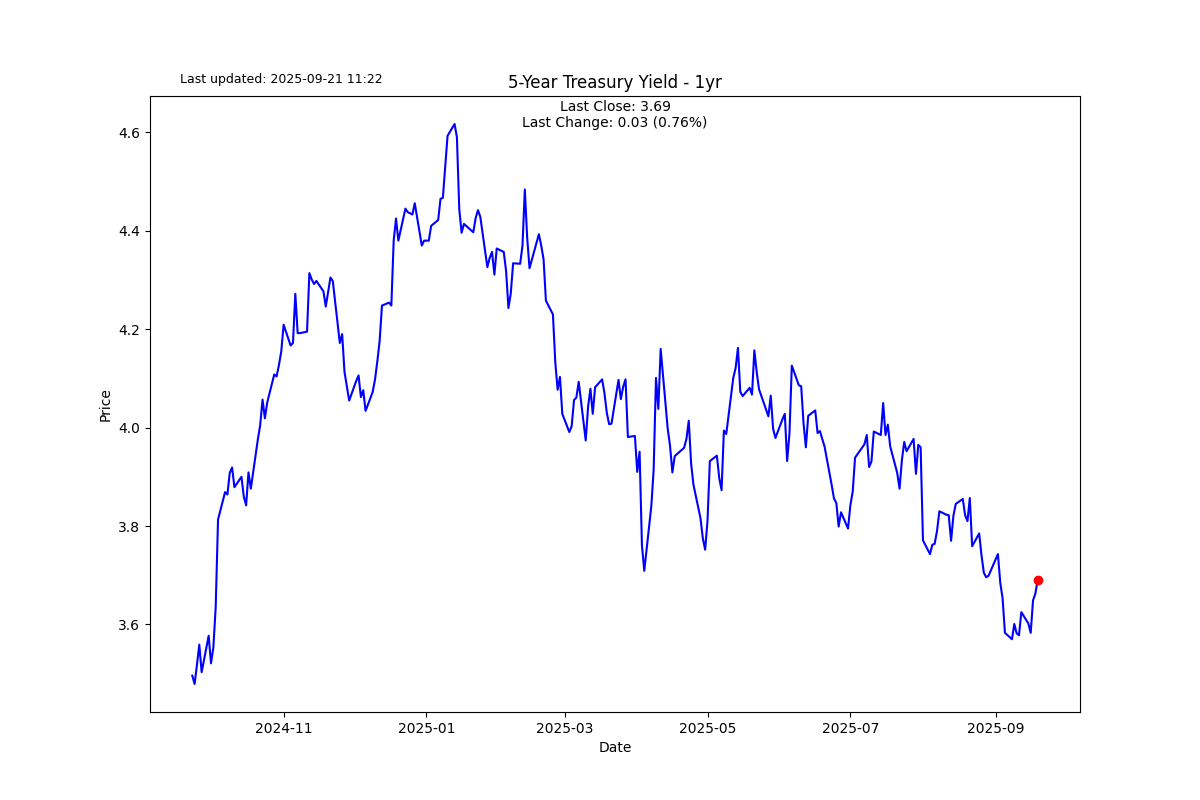 Last updated: 2025-09-21 11:22
5-Year Treasury Yield - 1yr
Last Close: 3.69
Last Change: 0.03 (0.76%)
Price
4.6
4.4
4.2
4.0
3.8
3.6
2024-11 2025-01 2025-03 2025-05 2025-07 2025-09
Date